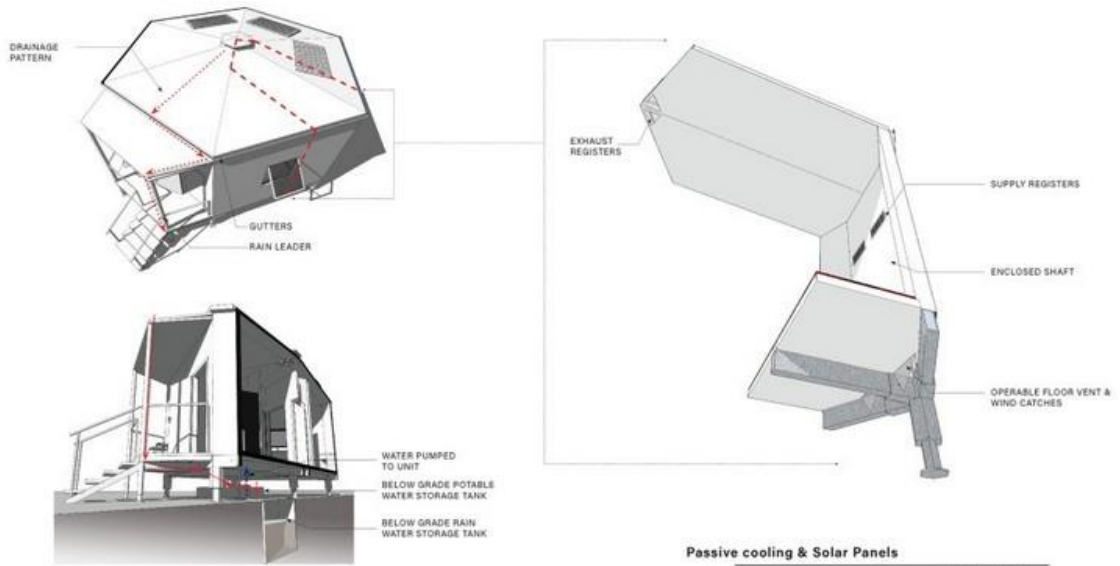 DRAINAGE
PATTERN
GUTTERS
RAIN LEADER
EXHAUST
REGISTERS
SUPPLY REGISTERS
ENCLOSED SHAFT
OPERABLE FLOOR VENT &
WIND CATCHES
WATER PUMPED
TO UNIT
BELOW GRADE POTABLE
WATER STORAGE TANK
BELOW GRADE RAIN
WATER STORAGE TANK
Passive cooling & Solar Panels